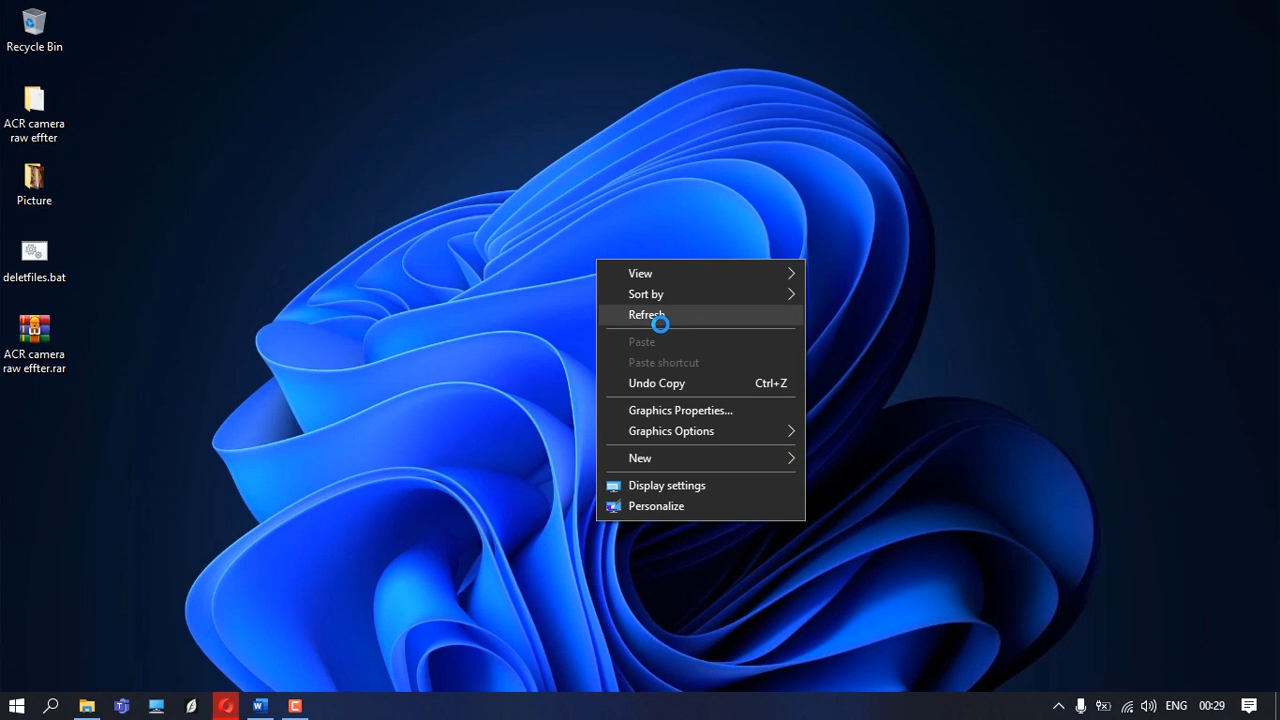 Recycle Bin
ACR camera
raw effter
Picture
deletfiles.bat
ACR camera
raw effter.rar
View
Sort by
Refresh
Paste
Paste shortcut
Undo Copy Ctrl+Z
Graphics Properties...
Graphics Options
New
Display settings
Personalize
ENG 00:29